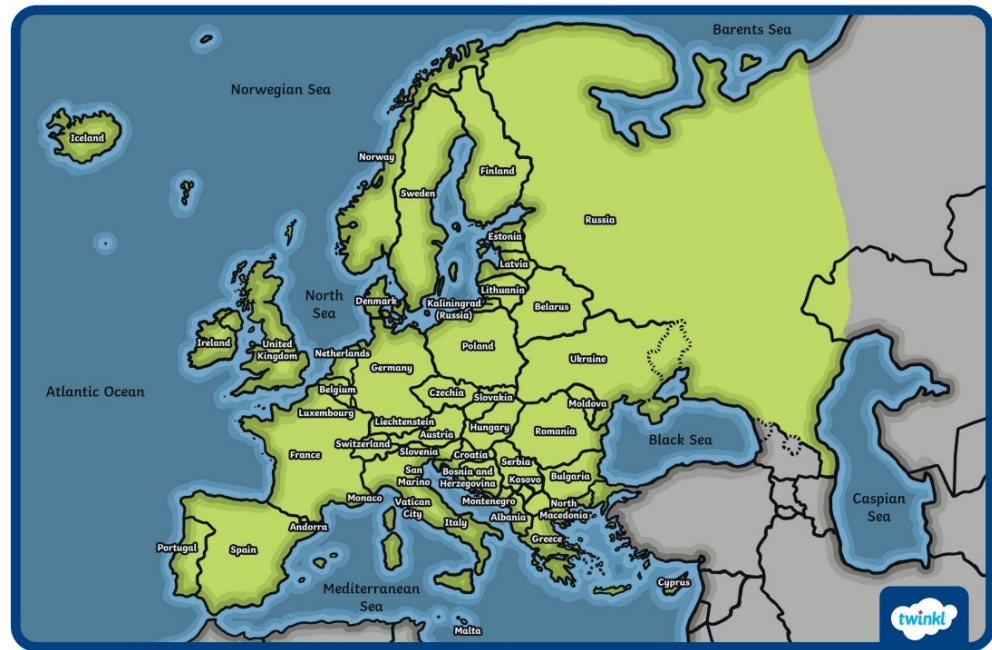 Barents Sea
Norwegian Sea
Iceland
Norway
Finland
Sweden
Russia
Estonia
Latvia
Lithuania
North
Sea
Denmark
Kaliningrad
(Russia)
Belarus
Ireland
United
Kingdom
Netherlands
Poland
Ukraine
Germany
Atlantic Ocean
Belgium
Czechia
Slovakia
Moldova
Luxembourg
Liechtenstein
Austria
Hungary
Romania
Black Sea
Switzerland
Slovenia
Croatia
France
Serbia
San
Marino
Bosnia and
Herzegovina
Kosovo
Bulgaria
Monaco
Vatican
City
Montenegro
North
Macedonia
Caspian
Sea
Andorra
Italy
Albania
Greece
Portugal
Spain
Mediterranean
Sea
Cyprus
Malta
twinkl